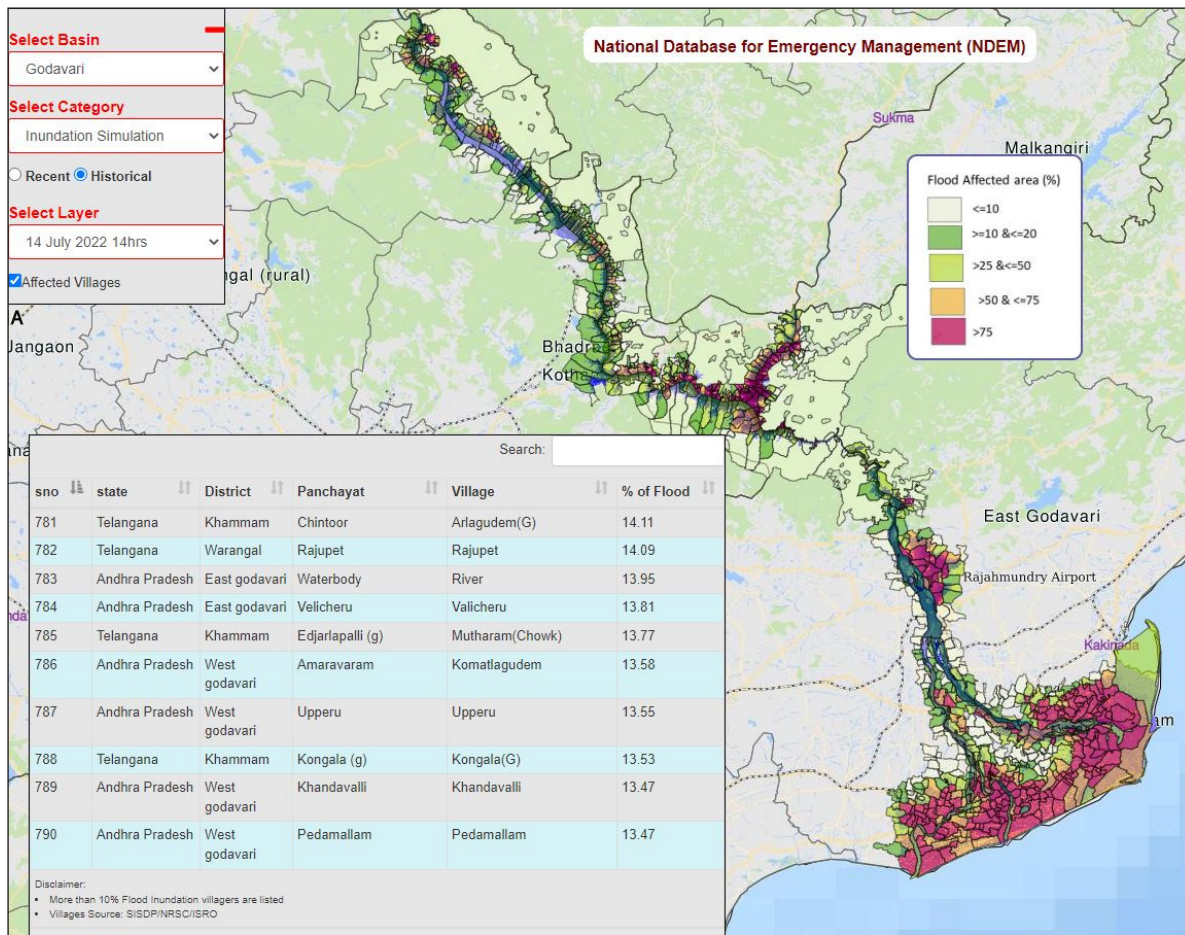 Select Basin
Godavari
Select Category
Inundation Simulation
Recent Historical
Select Layer
14 July 2022 14hrs
Affected Villages
National Database for Emergency Management (NDEM)
Sukma
Malkangiri
Flood Affected area (%)
<=10
>=10 &<=20
>25 &<=50
>50 & <=75
>75
gal (rural)
A
Jangaon
Bhadr
Kothag
East Godavari
Rajahmundry Airport
Kakinada
am
ana
nda
Search:
sno state District Panchayat Village % of Flood
781 Telangana Khammam Chintoor Arlagudem(G) 14.11
782 Telangana Warangal Rajupet Rajupet 14.09
783 Andhra Pradesh East godavari Waterbody River 13.95
784 Andhra Pradesh East godavari Velicheru Valicheru 13.81
785 Telangana Khammam Edjarlapalli (g) Mutharam(Chowk) 13.77
786 Andhra Pradesh West godavari Amaravaram Komatlagudem 13.58
787 Andhra Pradesh West godavari Upperu Upperu 13.55
788 Telangana Khammam Kongala (g) Kongala(G) 13.53
789 Andhra Pradesh West godavari Khandavalli Khandavalli 13.47
790 Andhra Pradesh West godavari Pedamallam Pedamallam 13.47
Disclaimer:
• More than 10% Flood Inundation villagers are listed
• Villages Source: SISDP/NRSC/ISRO